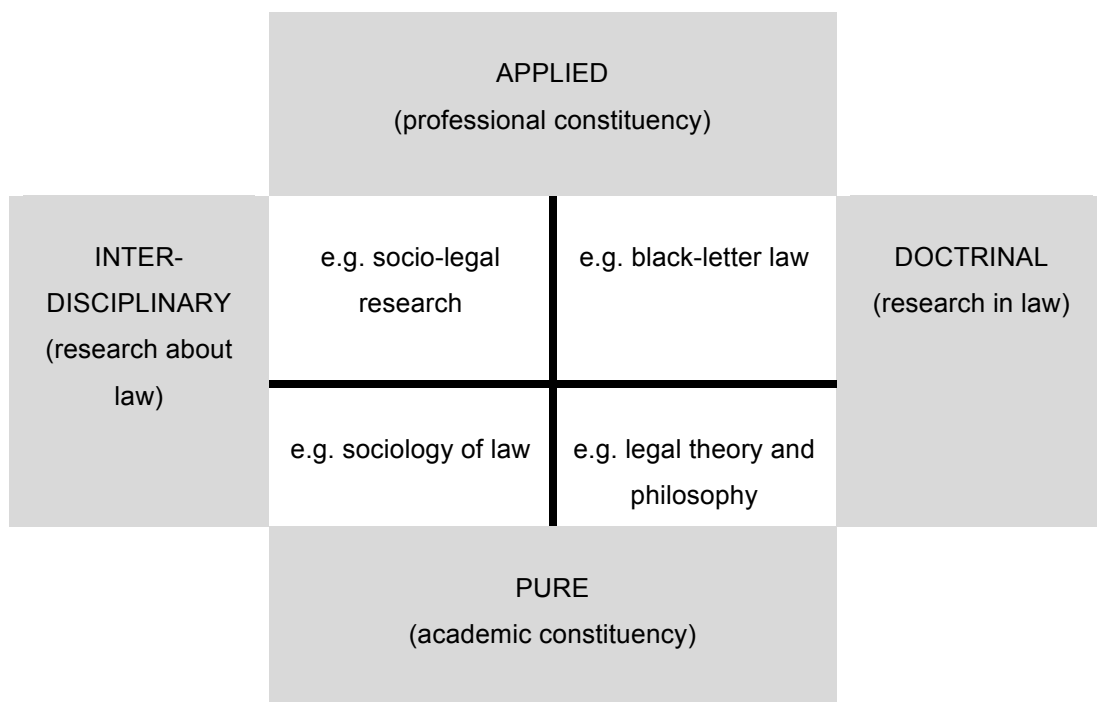 APPLIED
(professional constituency)
INTER-
DISCIPLINARY
(research about
law)
e.g. socio-legal
research
e.g. black-letter law
DOCTRINAL
(research in law)
e.g. sociology of law
e.g. legal theory and
philosophy
PURE
(academic constituency)